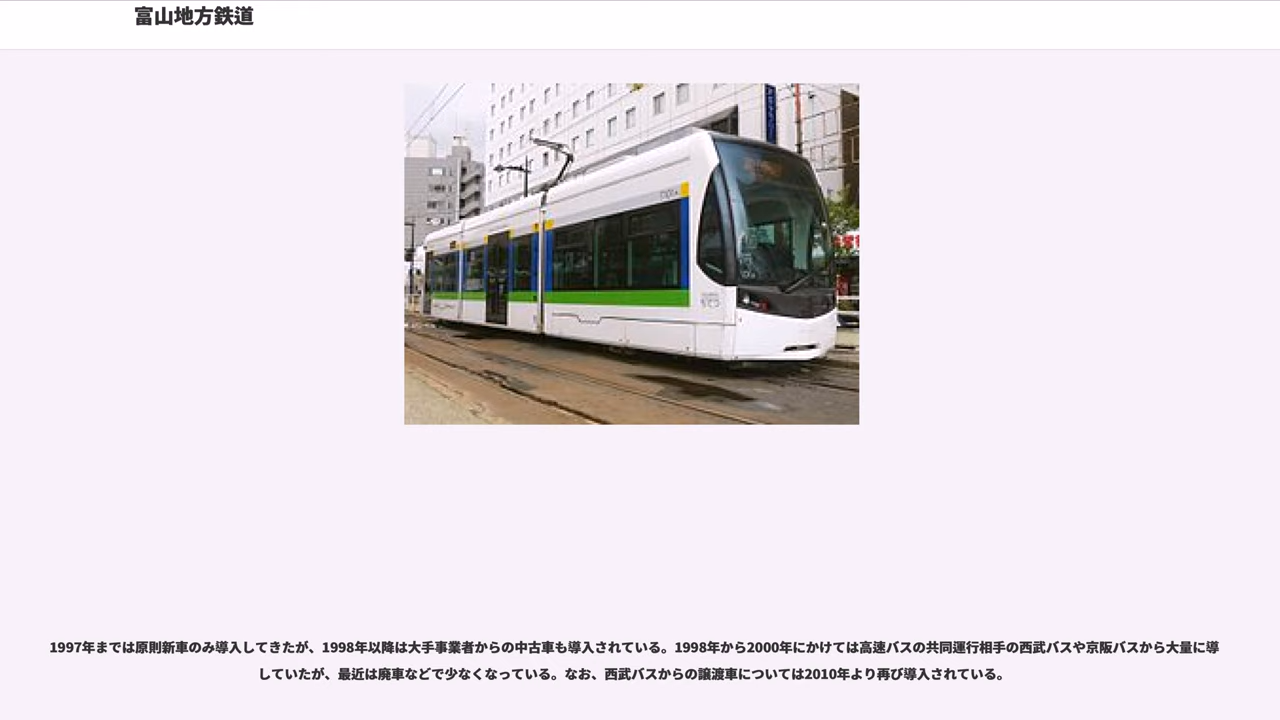 富山地方鉄道
1997年までは原則新車のみ導入してきたが、1998年以降は大手事業者からの中古車も導入されている。1998年から2000年にかけては高速バスの共同運行相手の西武バスや京阪バスから大量に導
していたが、最近は廃車などで少なくなっている。なお、西武バスからの譲渡車については2010年より再び導入されている。